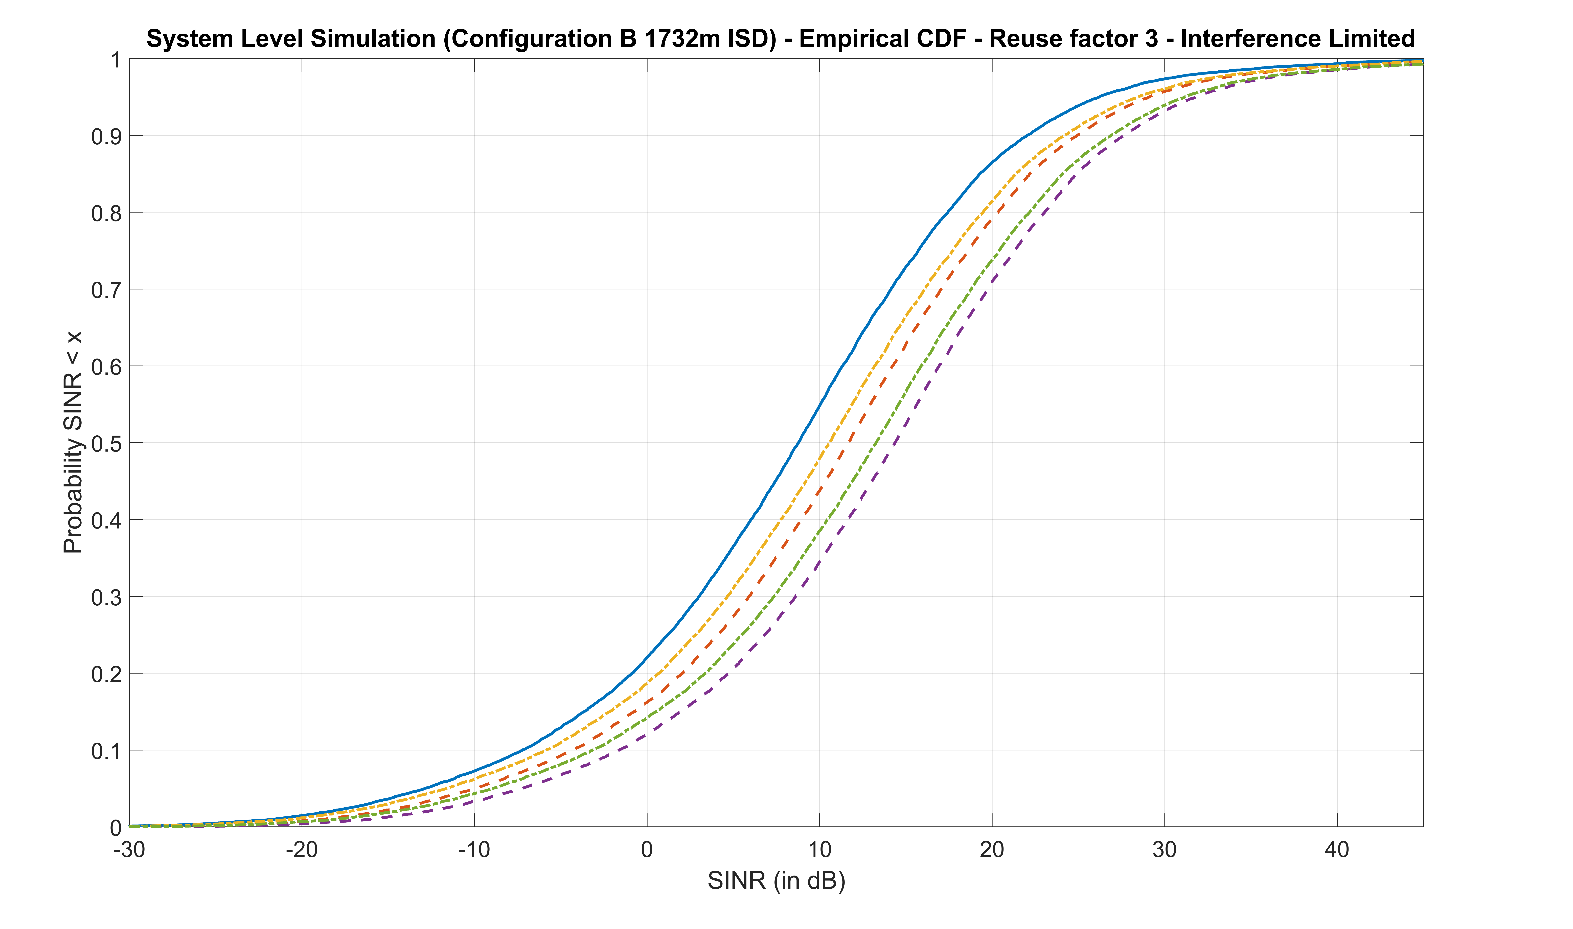 System Level Simulation (Configuration B 1732m ISD) - Empirical CDF - Reuse factor 3 - Interference Limited
1
0.9
0.8
0.7
0.6
0.5
0.4
0.3
0.2
0.1
0
Probability SINR < x
-30 -20 -10 0 10 20 30 40
SINR (in dB)